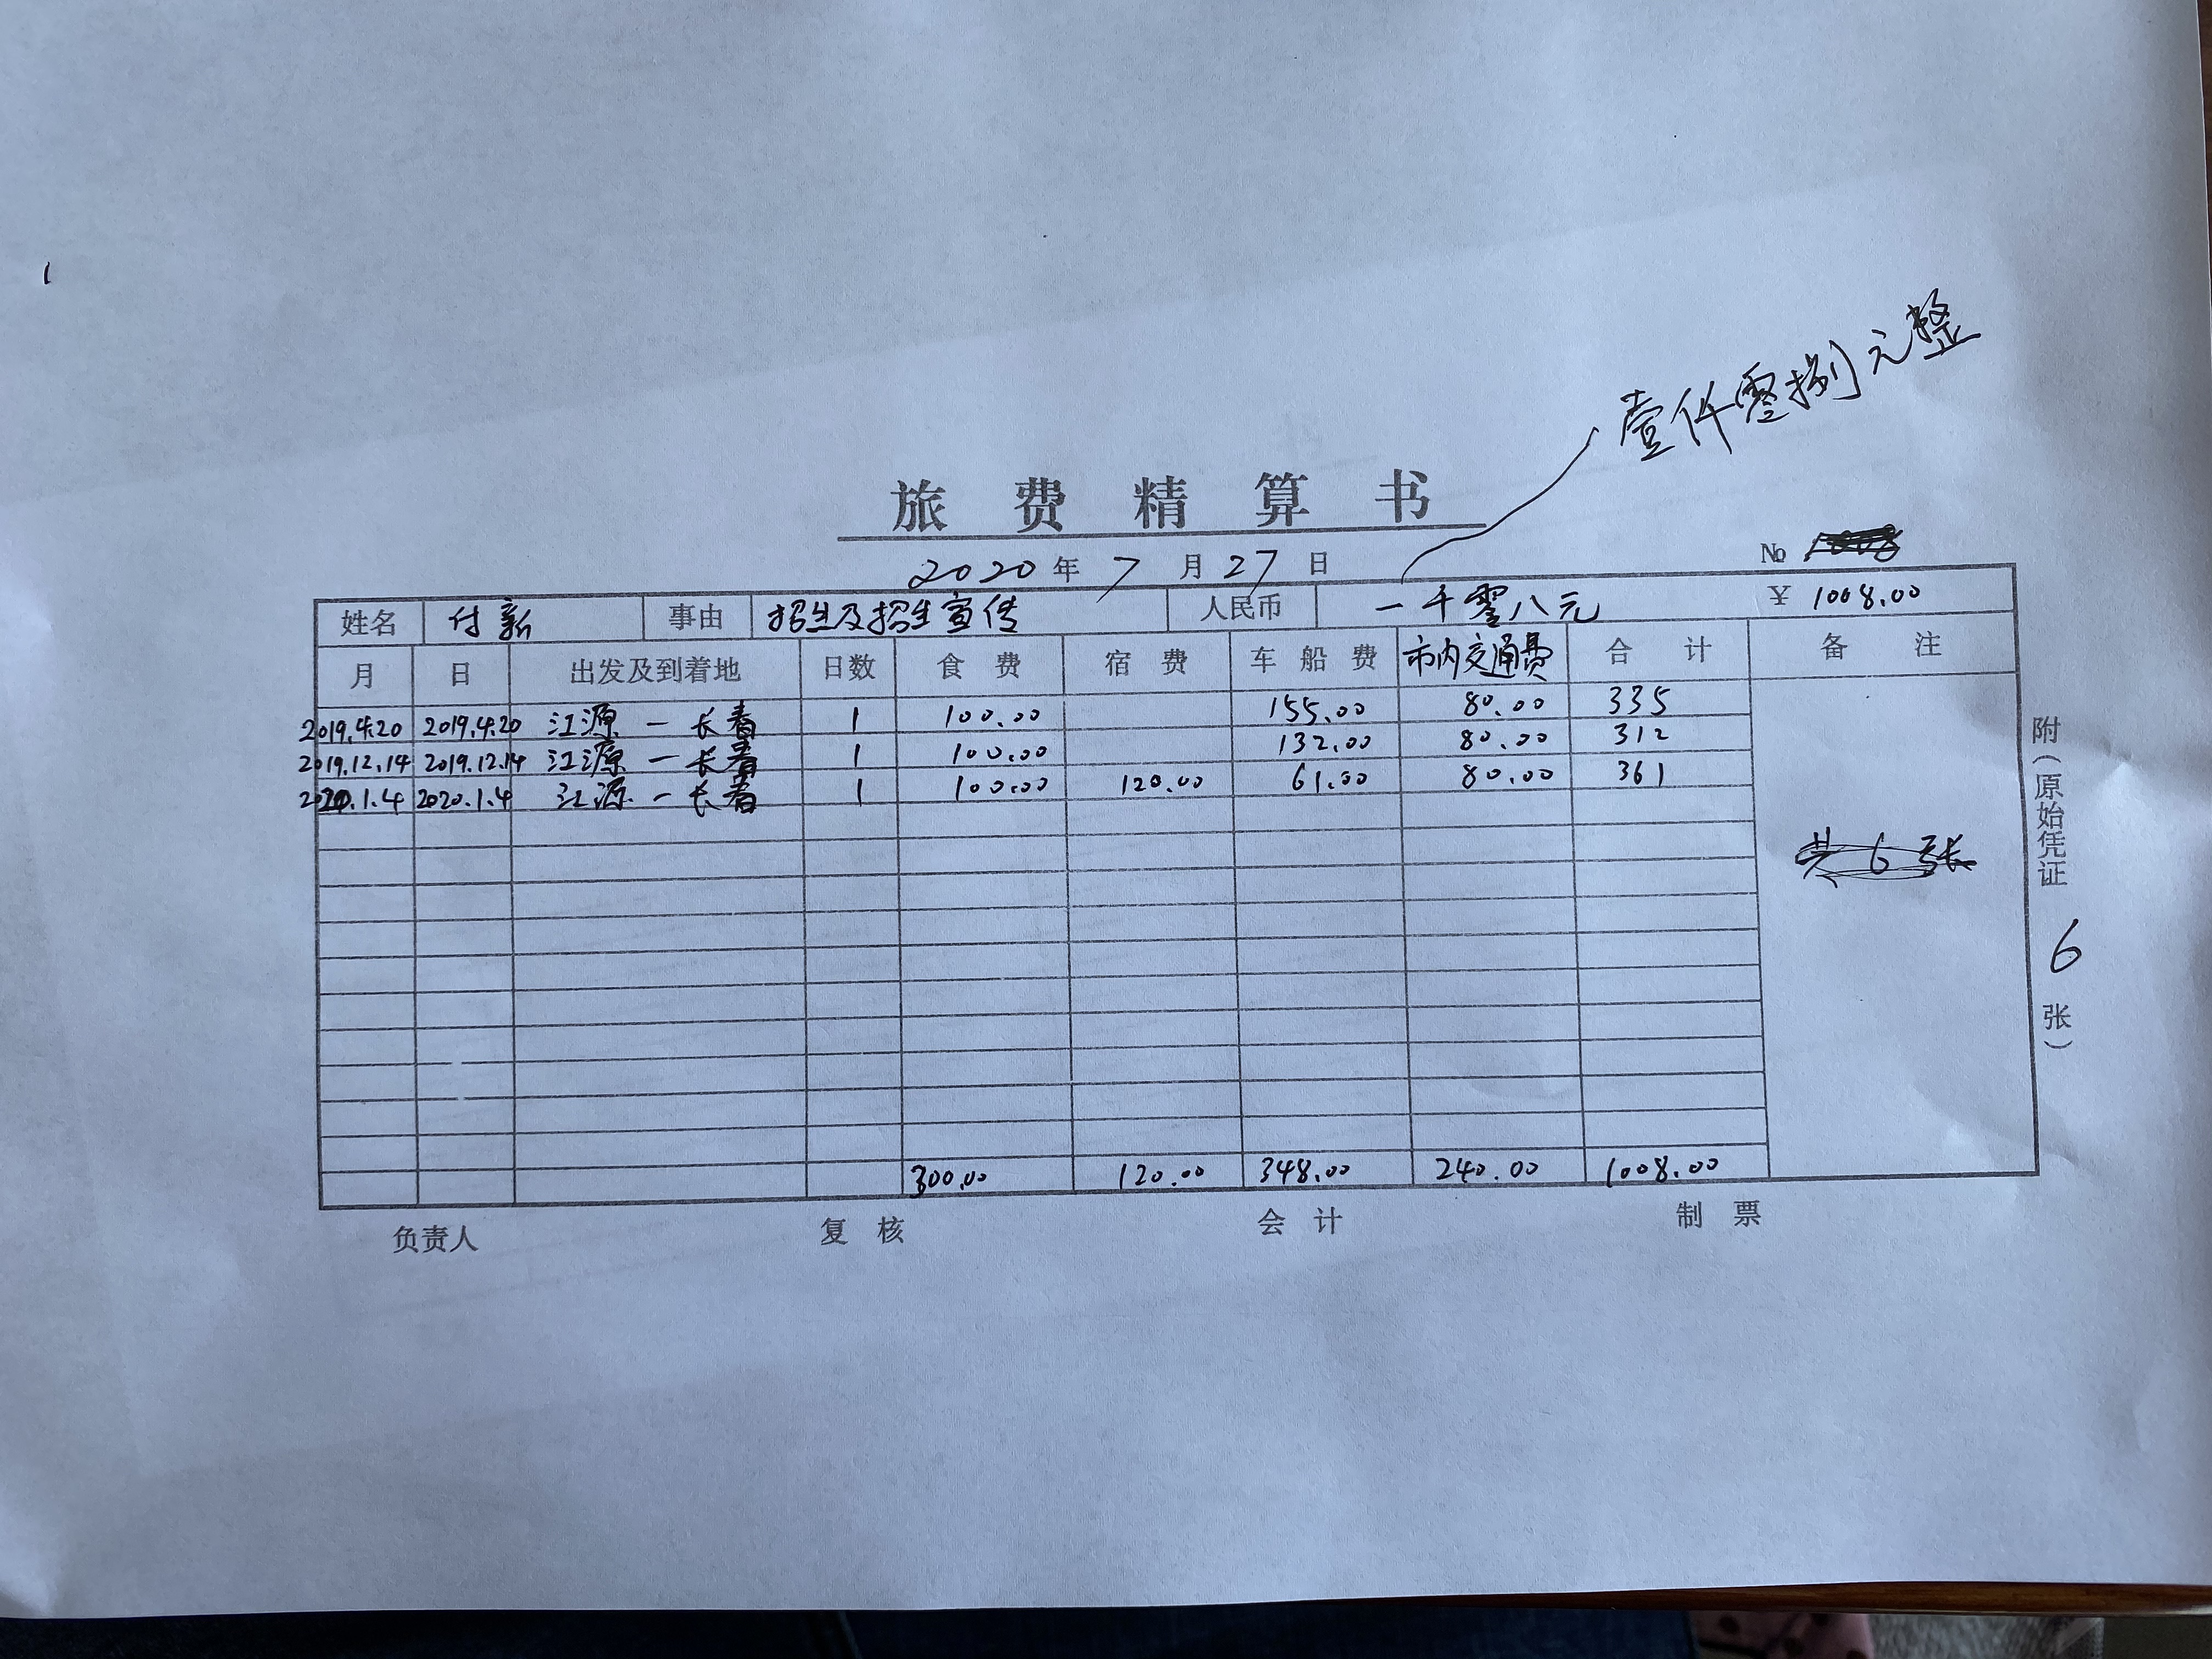 壹仟零捌元整
旅费精算书
2020年7月27日 No
姓名 付新 事由 招生及招生宣传 人民币 一千零八元 ¥ 1008.00
月 日 出发及到着地 日数 食费 宿费 车船费 市内交通费 合计 备注
2019.4.20 2019.4.20 江源-长春 1 100.00 155.00 80.00 335
2019.12.14 2019.12.14 江源-长春 1 100.00 132.00 80.00 312
2020.1.4 2020.1.4 江源-长春 1 100.00 120.00 61.00 80.00 361
共6张
300.00 120.00 348.00 240.00 1008.00
附(原始凭证 6 张)
负责人 复核 会计 制票